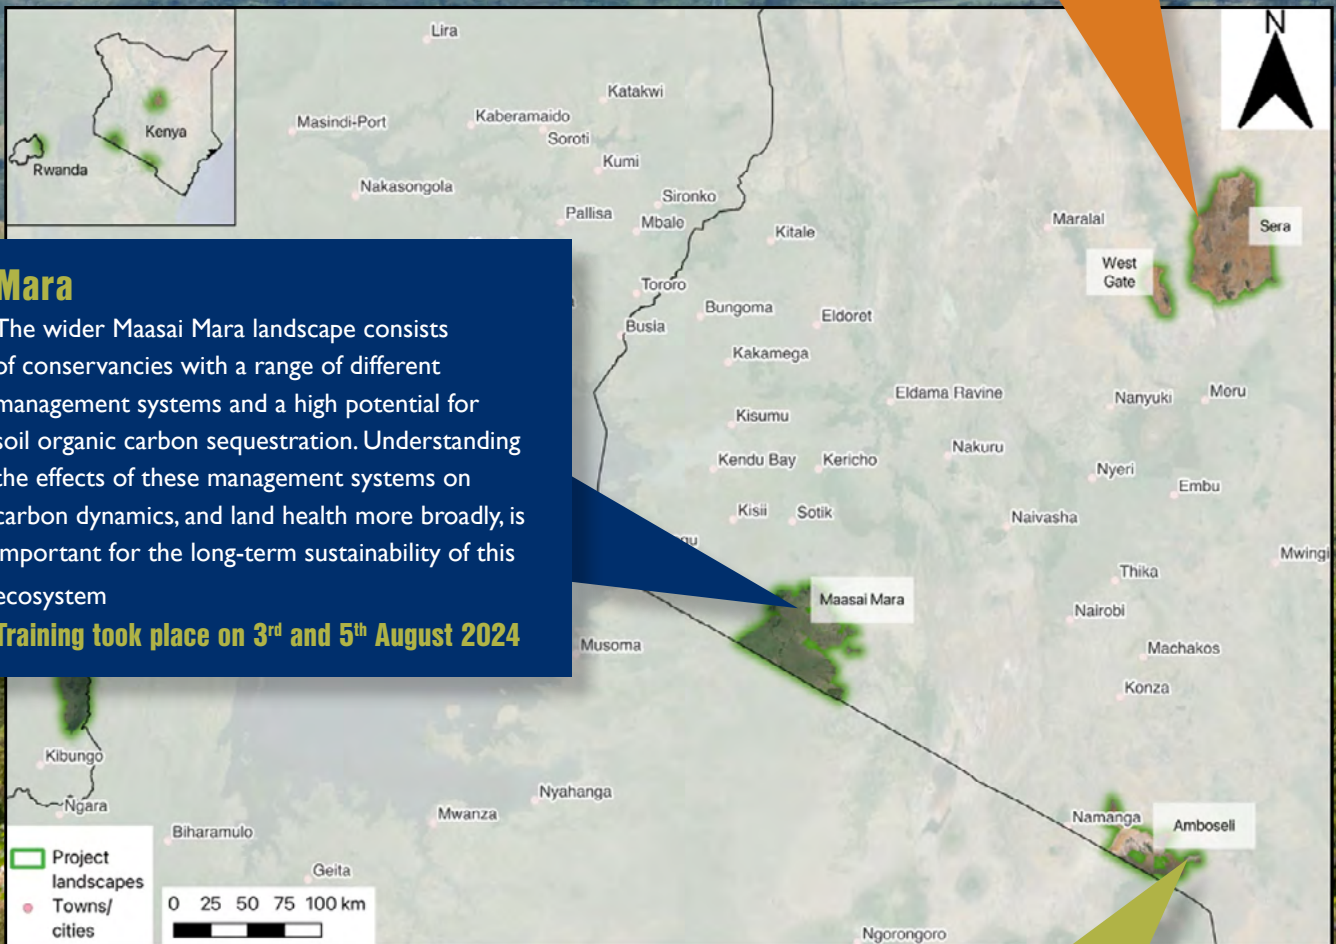 N
Kenya
Rwanda
Lira
Katakwi
Masindi-Port
Kaberamaido
Soroti
Kumi
Nakasongola
Sironko
Pallisa
Mbale
Kitale
Maralal
Sera
West
Gate
Tororo
Bungoma
Busia
Eldoret
Kakamega
Eldama Ravine
Nanyuki
Meru
Kisumu
Nakuru
Kendu Bay
Kericho
Nyeri
Embu
Kisii
Sotik
Naivasha
Mwingi
Thika
Maasai Mara
Nairobi
Musoma
Machakos
Konza
Mara
The wider Maasai Mara landscape consists
of conservancies with a range of different
management systems and a high potential for
soil organic carbon sequestration. Understanding
the effects of these management systems on
carbon dynamics, and land health more broadly, is
important for the long-term sustainability of this
ecosystem
Training took place on 3rd and 5th August 2024
Kibungo
Ngara
Nyahanga
Mwanza
Biharamulo
Geita
Namanga
Amboseli
Ngorongoro
Project
landscapes
Towns/
cities
0 25 50 75 100 km